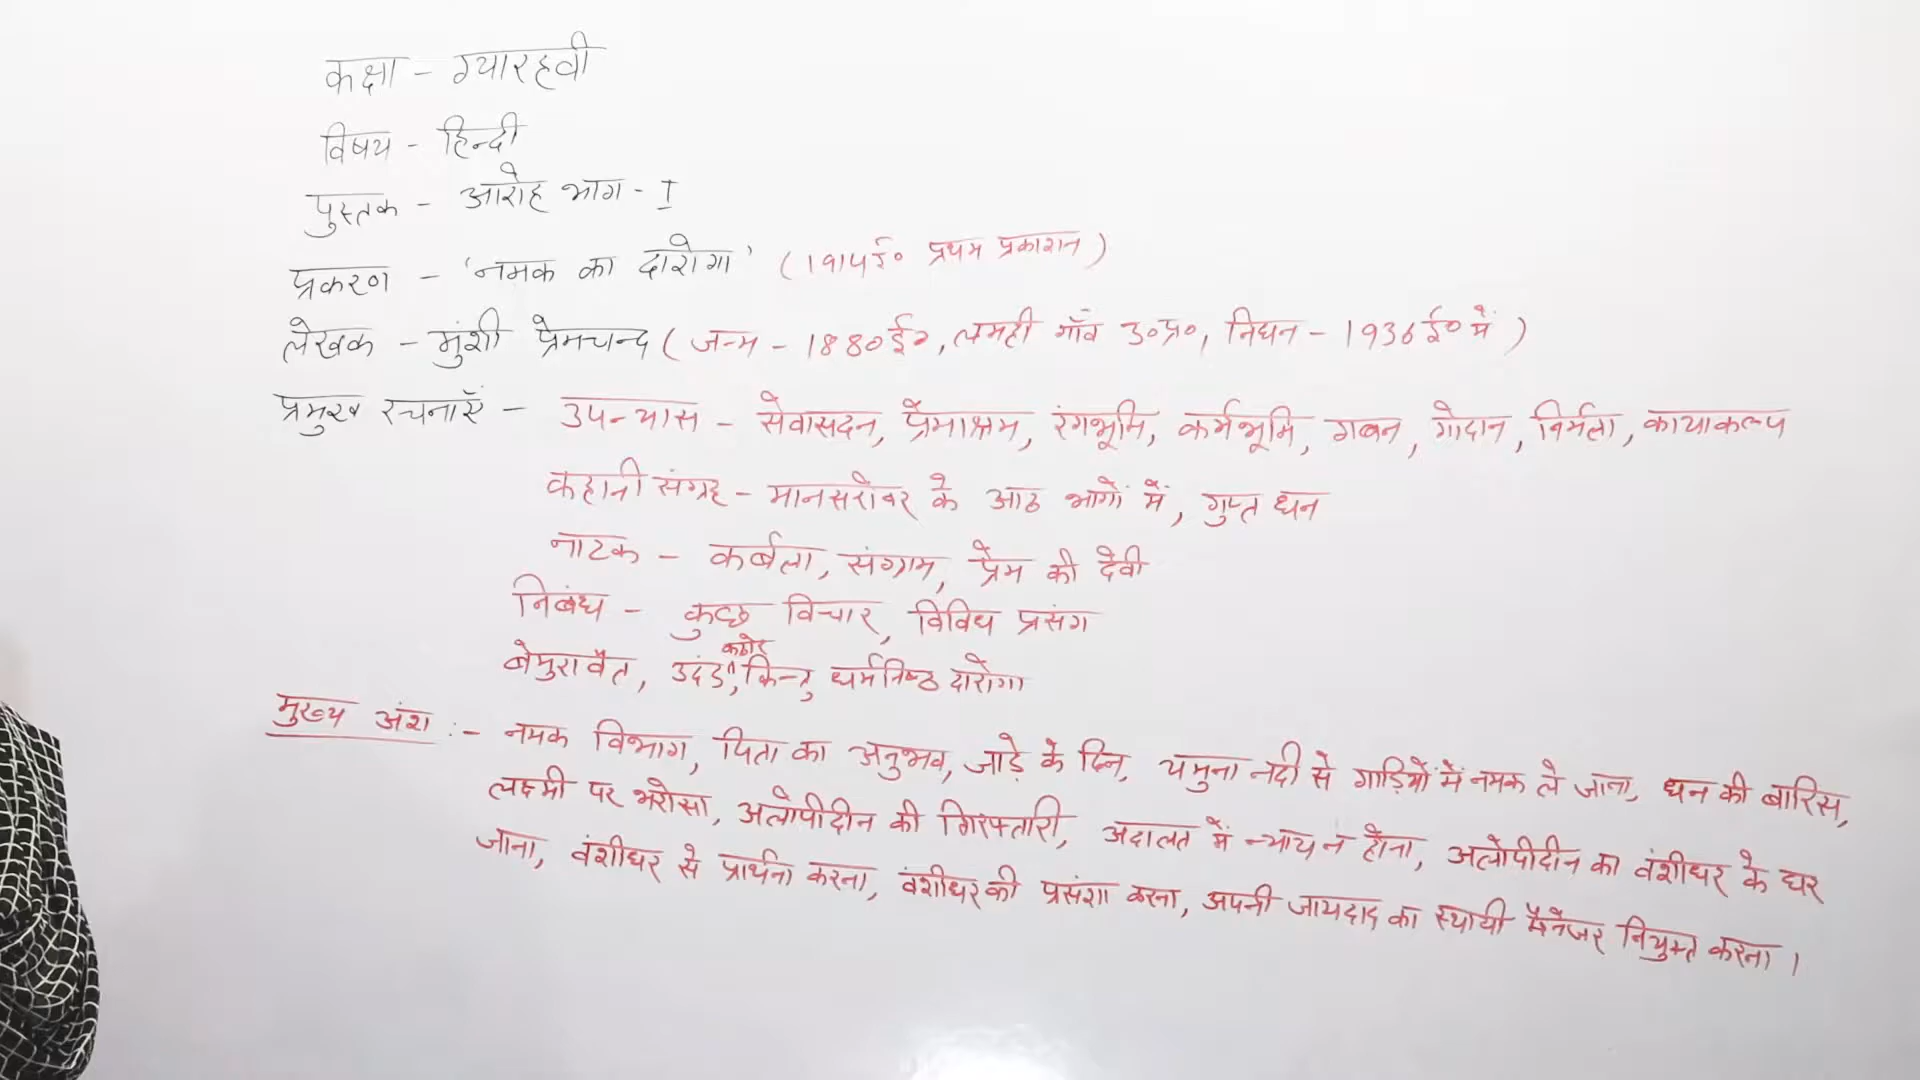 कक्षा - ग्यारहवी
विषय - हिन्दी
पुस्तक - आरोह भाग - I
प्रकरण - 'नमक का दारोगा' (1914ई० प्रथम प्रकाशन)
लेखक - मुंशी प्रेमचन्द (जन्म - 1880ई०, लमही गाँव उ०प्र०, निधन - 1936ई० में)
प्रमुख रचनाएँ - उपन्यास - सेवासदन, प्रेमाश्रम, रंगभूमि, कर्मभूमि, गबन, गोदान, निर्मला, कायाकल्प
कहानी संग्रह - मानसरोवर के आठ भागों में, गुप्त धन
नाटक - कर्बला, संग्राम, प्रेम की देवी
निबंध - कुछ विचार, विविध प्रसंग
कठोर
बेमुरावैत, उदंड^, किन्तु धर्मनिष्ठ दारोगा
मुख्य अंश :- नमक विभाग, पिता का अनुभव, जाड़े के दिन, यमुना नदी से गाड़ियों में नमक ले जाना, धन की बारिस,
लक्ष्मी पर भरोसा, अलोपीदीन की गिरफ्तारी, अदालत में न्याय न होना, अलोपीदीन का वंशीधर के घर
जाना, वंशीधर से प्रार्थना करना, वंशीधर की प्रसंशा करना, अपनी जायदाद का स्थायी मैनेजर नियुक्त करना।